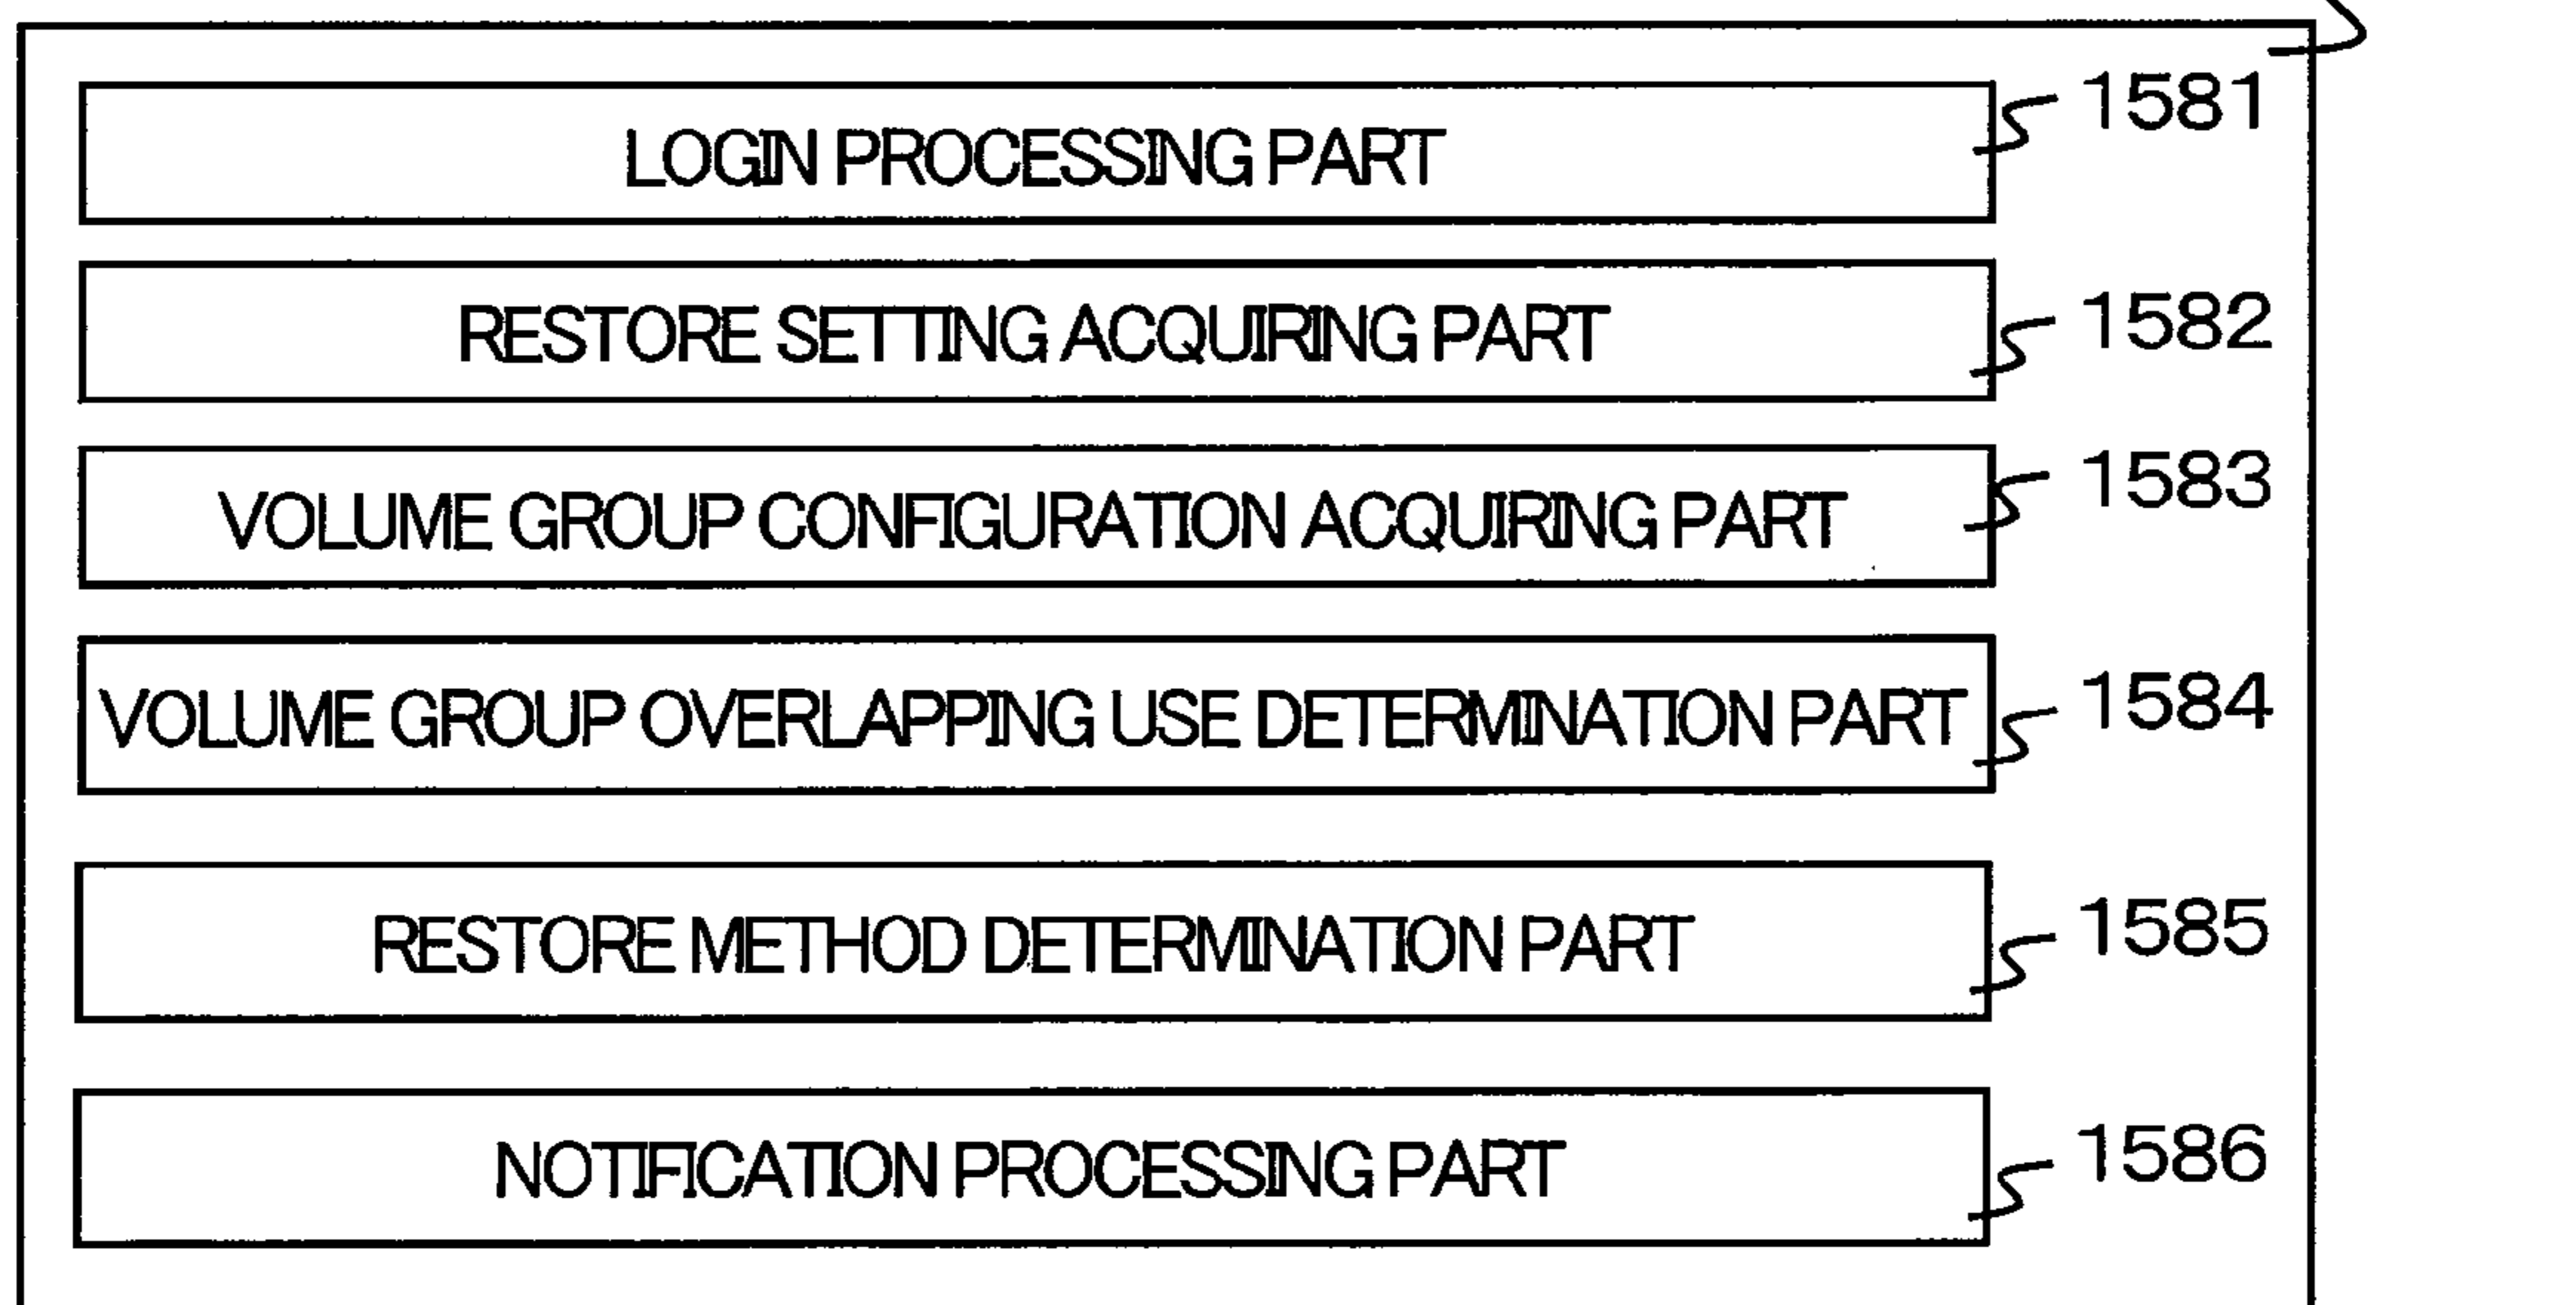 LOGIN PROCESSING PART 1581
RESTORE SETTING ACQUIRING PART 1582
VOLUME GROUP CONFIGURATION ACQUIRING PART 1583
VOLUME GROUP OVERLAPPING USE DETERMINATION PART 1584
RESTORE METHOD DETERMINATION PART 1585
NOTIFICATION PROCESSING PART 1586